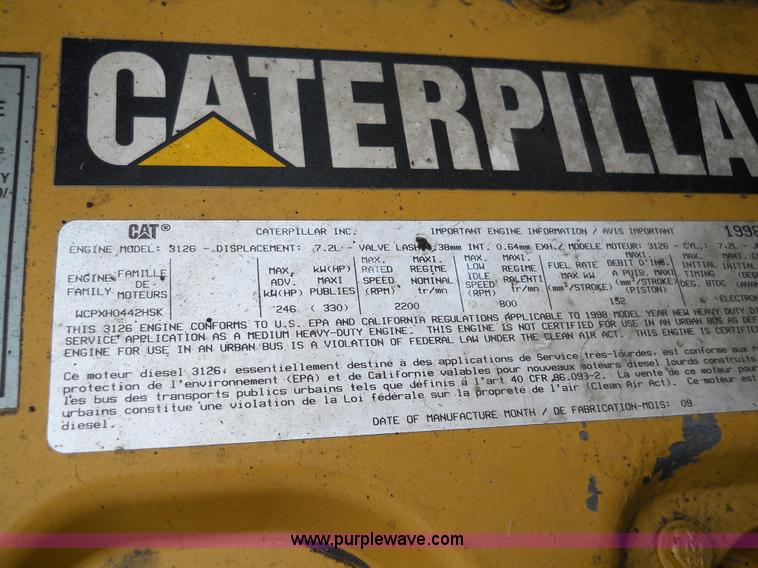 CATERPILLA
CAT®
CATERPILLAR INC.
IMPORTANT ENGINE INFORMATION / AVIS IMPORTANT
1998
ENGINE MODEL: 3126 - DISPLACEMENT: 7.2L - VALVE LASH: .38mm INT. 0.64mm EXH./ MODELE MOTEUR: 3126 - CYL.: 7.2L -
ENGINE FAMILY
FAMILLE DE MOTEURS
WCPXH0442HSK
MAX. ADV. KW(HP)
KW(HP) MAXI PUBLIES
246 ( 330)
MAX. RATED SPEED (RPM)
MAXI. REGIME NOMINAL tr/mn
2200
MAX. LOW IDLE SPEED (RPM)
MAXI. REGIME RALENTI tr/mn
800
FUEL RATE MAX KW (mm³/STROKE)
MAXI. DEBIT D'INJ. A PUIS. MAXI (mm³/STROKE) (PISTON)
152
MAX. INITIAL TIMING DEG. BTDC
THIS 3126 ENGINE CONFORMS TO U.S. EPA AND CALIFORNIA REGULATIONS APPLICABLE TO 1998 MODEL YEAR NEW HEAVY DUTY
SERVICE APPLICATION AS A MEDIUM HEAVY-DUTY ENGINE. THIS ENGINE IS NOT CERTIFIED FOR USE IN AN URBAN BUS AS
ENGINE FOR USE IN AN URBAN BUS IS A VIOLATION OF FEDERAL LAW UNDER THE CLEAN AIR ACT. THIS ENGINE IS CERTIFIED
Ce moteur diesel 3126, essentiellement destiné à des applications de Service très-lourdes, est conforme aux
protection de l'environnement (EPA) et de Californie valables pour nouveaux moteurs diesel lourds construits
les bus des transports publics urbains tels que définis à l'art 40 CFR 86.093-2. La vente de ce moteur pour
urbains constitue une violation de la Loi fédérale sur la propreté de l'air (Clean Air Act). Ce moteur est
diesel.
DATE OF MANUFACTURE MONTH / DE FABRICATION-MOIS: 09
www.purplewave.com